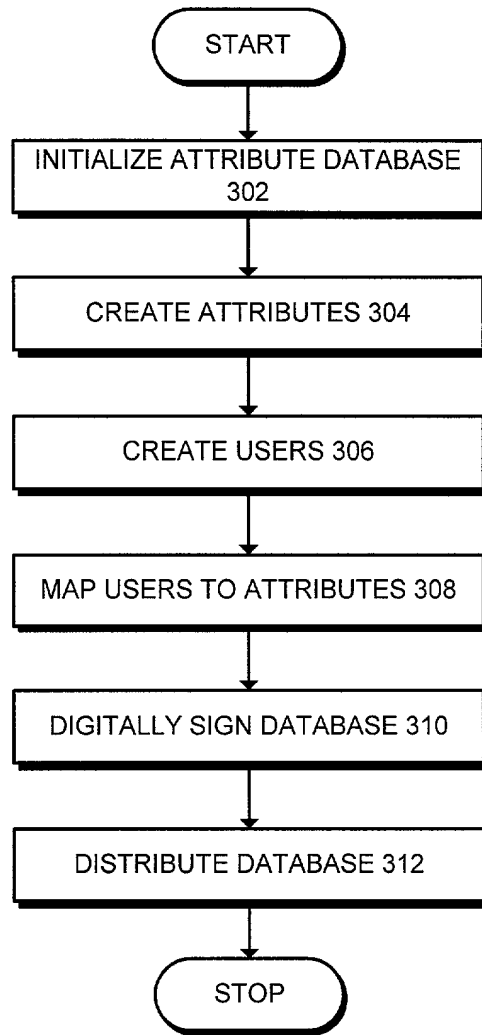 START
INITIALIZE ATTRIBUTE DATABASE
302
CREATE ATTRIBUTES 304
CREATE USERS 306
MAP USERS TO ATTRIBUTES 308
DIGITALLY SIGN DATABASE 310
DISTRIBUTE DATABASE 312
STOP